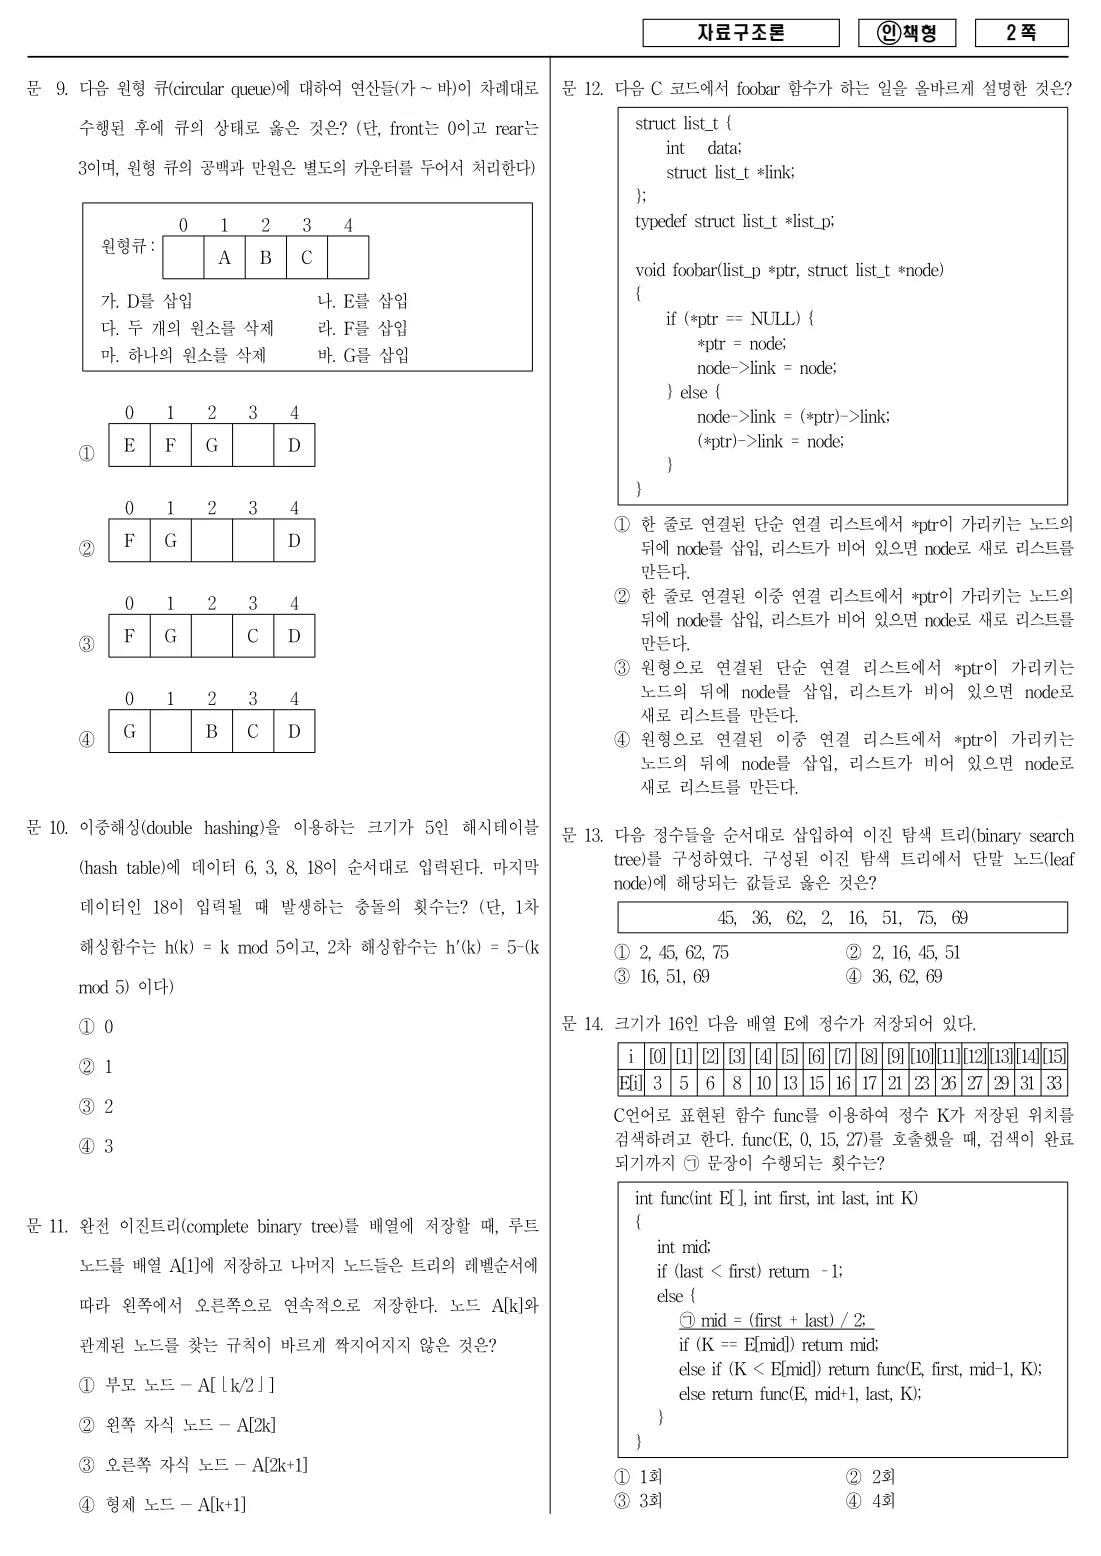 자료구조론 ㊞책형 2쪽
문 9. 다음 원형 큐(circular queue)에 대하여 연산들(가 ~ 바)이 차례대로
수행된 후에 큐의 상태로 옳은 것은? (단, front는 0이고 rear는
3이며, 원형 큐의 공백과 만원은 별도의 카운터를 두어서 처리한다)
0 1 2 3 4
원형큐 : A B C
가. D를 삽입 나. E를 삽입
다. 두 개의 원소를 삭제 라. F를 삽입
마. 하나의 원소를 삭제 바. G를 삽입
0 1 2 3 4
① E F G D
0 1 2 3 4
② F G D
0 1 2 3 4
③ F G C D
0 1 2 3 4
④ G B C D
문 10. 이중해싱(double hashing)을 이용하는 크기가 5인 해시테이블
(hash table)에 데이터 6, 3, 8, 18이 순서대로 입력된다. 마지막
데이터인 18이 입력될 때 발생하는 충돌의 횟수는? (단, 1차
해싱함수는 h(k) = k mod 5이고, 2차 해싱함수는 h′(k) = 5-(k
mod 5) 이다)
① 0
② 1
③ 2
④ 3
문 11. 완전 이진트리(complete binary tree)를 배열에 저장할 때, 루트
노드를 배열 A[1]에 저장하고 나머지 노드들은 트리의 레벨순서에
따라 왼쪽에서 오른쪽으로 연속적으로 저장한다. 노드 A[k]와
관계된 노드를 찾는 규칙이 바르게 짝지어지지 않은 것은?
① 부모 노드 － A[⌊k/2⌋]
② 왼쪽 자식 노드 － A[2k]
③ 오른쪽 자식 노드 － A[2k+1]
④ 형제 노드 － A[k+1]
문 12. 다음 C 코드에서 foobar 함수가 하는 일을 올바르게 설명한 것은?
struct list_t {
int data;
struct list_t *link;
};
typedef struct list_t *list_p;
void foobar(list_p *ptr, struct list_t *node)
{
if (*ptr == NULL) {
*ptr = node;
node->link = node;
} else {
node->link = (*ptr)->link;
(*ptr)->link = node;
}
}
① 한 줄로 연결된 단순 연결 리스트에서 *ptr이 가리키는 노드의
뒤에 node를 삽입, 리스트가 비어 있으면 node로 새로 리스트를
만든다.
② 한 줄로 연결된 이중 연결 리스트에서 *ptr이 가리키는 노드의
뒤에 node를 삽입, 리스트가 비어 있으면 node로 새로 리스트를
만든다.
③ 원형으로 연결된 단순 연결 리스트에서 *ptr이 가리키는
노드의 뒤에 node를 삽입, 리스트가 비어 있으면 node로
새로 리스트를 만든다.
④ 원형으로 연결된 이중 연결 리스트에서 *ptr이 가리키는
노드의 뒤에 node를 삽입, 리스트가 비어 있으면 node로
새로 리스트를 만든다.
문 13. 다음 정수들을 순서대로 삽입하여 이진 탐색 트리(binary search
tree)를 구성하였다. 구성된 이진 탐색 트리에서 단말 노드(leaf
node)에 해당되는 값들로 옳은 것은?
45, 36, 62, 2, 16, 51, 75, 69
① 2, 45, 62, 75 ② 2, 16, 45, 51
③ 16, 51, 69 ④ 36, 62, 69
문 14. 크기가 16인 다음 배열 E에 정수가 저장되어 있다.
i [0] [1] [2] [3] [4] [5] [6] [7] [8] [9] [10] [11] [12] [13] [14] [15]
E[i] 3 5 6 8 10 13 15 16 17 21 23 26 27 29 31 33
C언어로 표현된 함수 func를 이용하여 정수 K가 저장된 위치를
검색하려고 한다. func(E, 0, 15, 27)를 호출했을 때, 검색이 완료
되기까지 ㉠ 문장이 수행되는 횟수는?
int func(int E[ ], int first, int last, int K)
{
int mid;
if (last < first) return -1;
else {
㉠ mid = (first + last) / 2;
if (K == E[mid]) return mid;
else if (K < E[mid]) return func(E, first, mid-1, K);
else return func(E, mid+1, last, K);
}
}
① 1회 ② 2회
③ 3회 ④ 4회